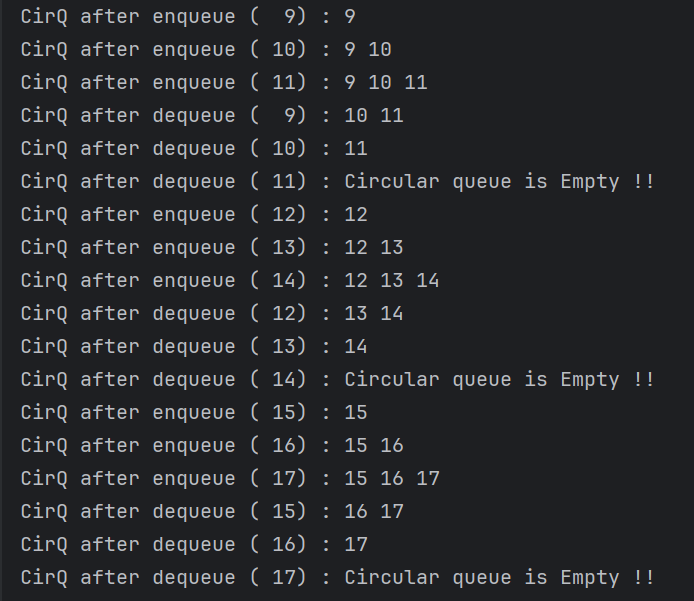 CirQ after enqueue (  9) : 9
CirQ after enqueue ( 10) : 9 10
CirQ after enqueue ( 11) : 9 10 11
CirQ after dequeue (  9) : 10 11
CirQ after dequeue ( 10) : 11
CirQ after dequeue ( 11) : Circular queue is Empty !!
CirQ after enqueue ( 12) : 12
CirQ after enqueue ( 13) : 12 13
CirQ after enqueue ( 14) : 12 13 14
CirQ after dequeue ( 12) : 13 14
CirQ after dequeue ( 13) : 14
CirQ after dequeue ( 14) : Circular queue is Empty !!
CirQ after enqueue ( 15) : 15
CirQ after enqueue ( 16) : 15 16
CirQ after enqueue ( 17) : 15 16 17
CirQ after dequeue ( 15) : 16 17
CirQ after dequeue ( 16) : 17
CirQ after dequeue ( 17) : Circular queue is Empty !!